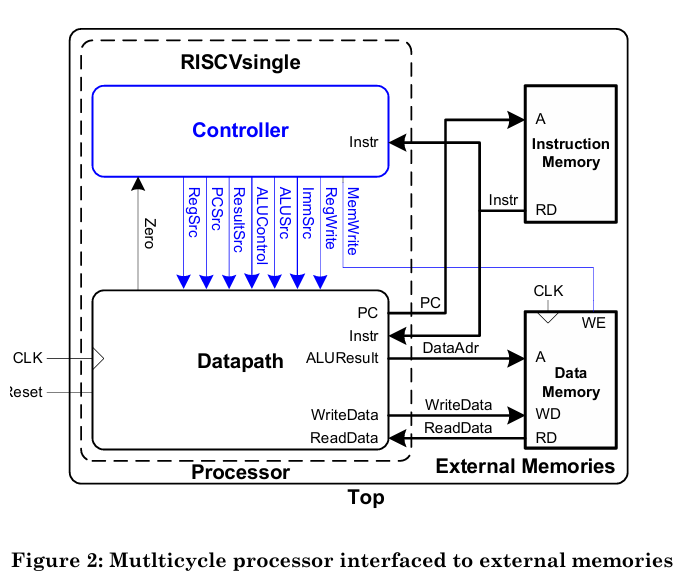 RISCVsingle
Controller
Instr
A
Instruction
Memory
RD
Instr
Zero
RegSrc
PCSrc
ResultSrc
ALUControl
ALUSrc
ImmSrc
RegWrite
MemWrite
CLK
WE
PC
PC
Instr
Datapath
ALUResult
DataAdr
A
Data
Memory
CLK
Reset
WriteData
WriteData
WD
ReadData
ReadData
RD
Processor
External Memories
Top
Figure 2: Mutlticycle processor interfaced to external memories